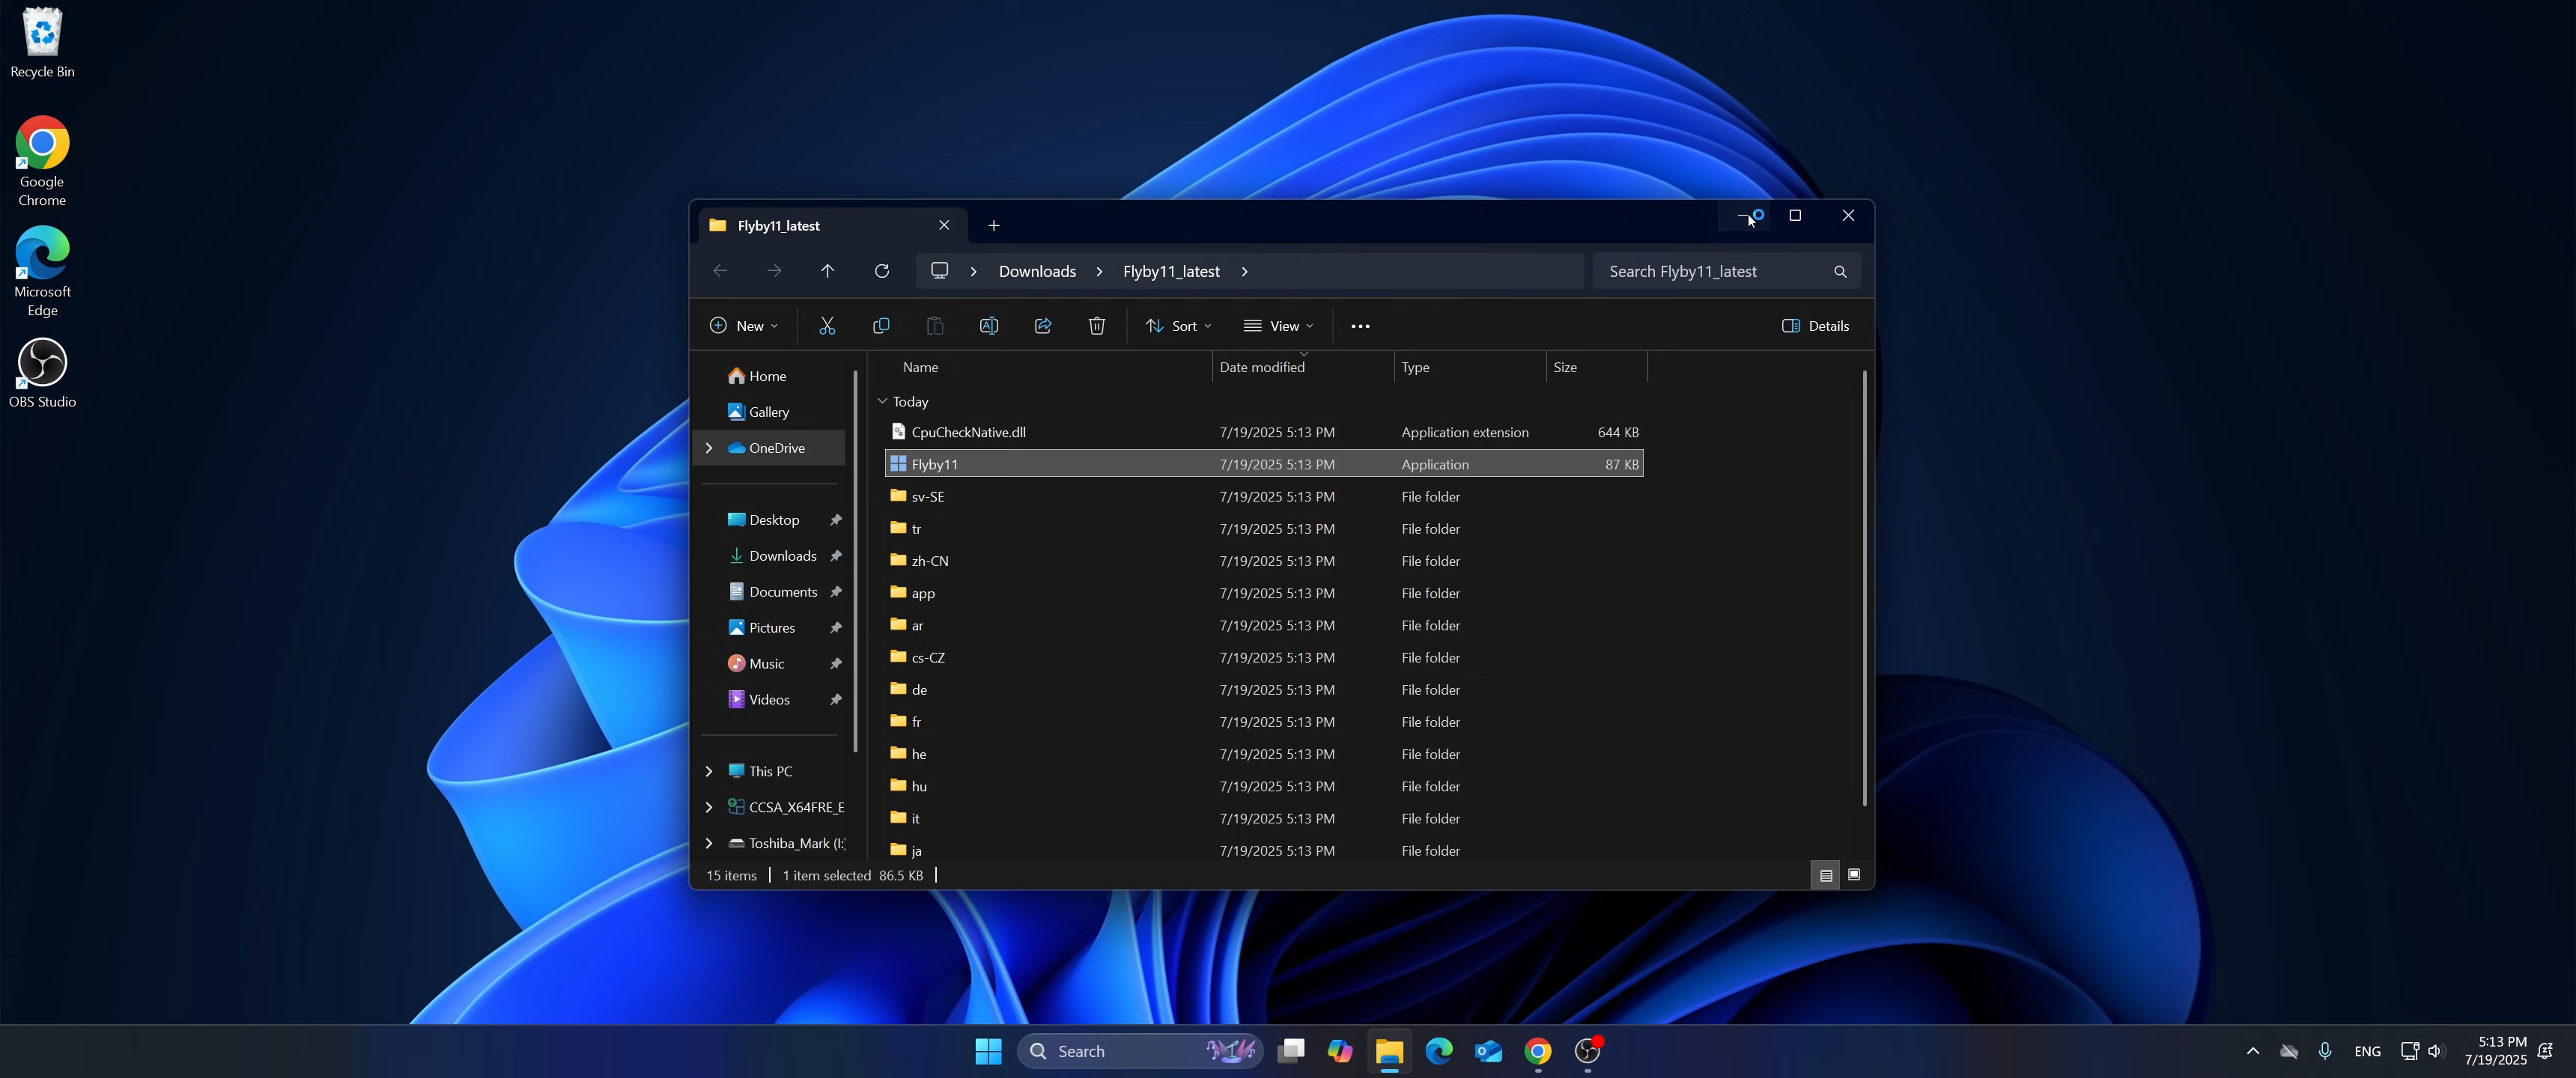 Recycle Bin
Google
Chrome
Microsoft
Edge
OBS Studio
Flyby11_latest
Downloads
Flyby11_latest
Search Flyby11_latest
New
Sort
View
Details
Home
Gallery
OneDrive
Desktop
Downloads
Documents
Pictures
Music
Videos
This PC
CCSA_X64FRE_E
Toshiba_Mark (I:)
Name Date modified Type Size
Today
CpuCheckNative.dll 7/19/2025 5:13 PM Application extension 644 KB
Flyby11 7/19/2025 5:13 PM Application 87 KB
sv-SE 7/19/2025 5:13 PM File folder
tr 7/19/2025 5:13 PM File folder
zh-CN 7/19/2025 5:13 PM File folder
app 7/19/2025 5:13 PM File folder
ar 7/19/2025 5:13 PM File folder
cs-CZ 7/19/2025 5:13 PM File folder
de 7/19/2025 5:13 PM File folder
fr 7/19/2025 5:13 PM File folder
he 7/19/2025 5:13 PM File folder
hu 7/19/2025 5:13 PM File folder
it 7/19/2025 5:13 PM File folder
ja 7/19/2025 5:13 PM File folder
15 items 1 item selected 86.5 KB
Search
ENG
5:13 PM
7/19/2025